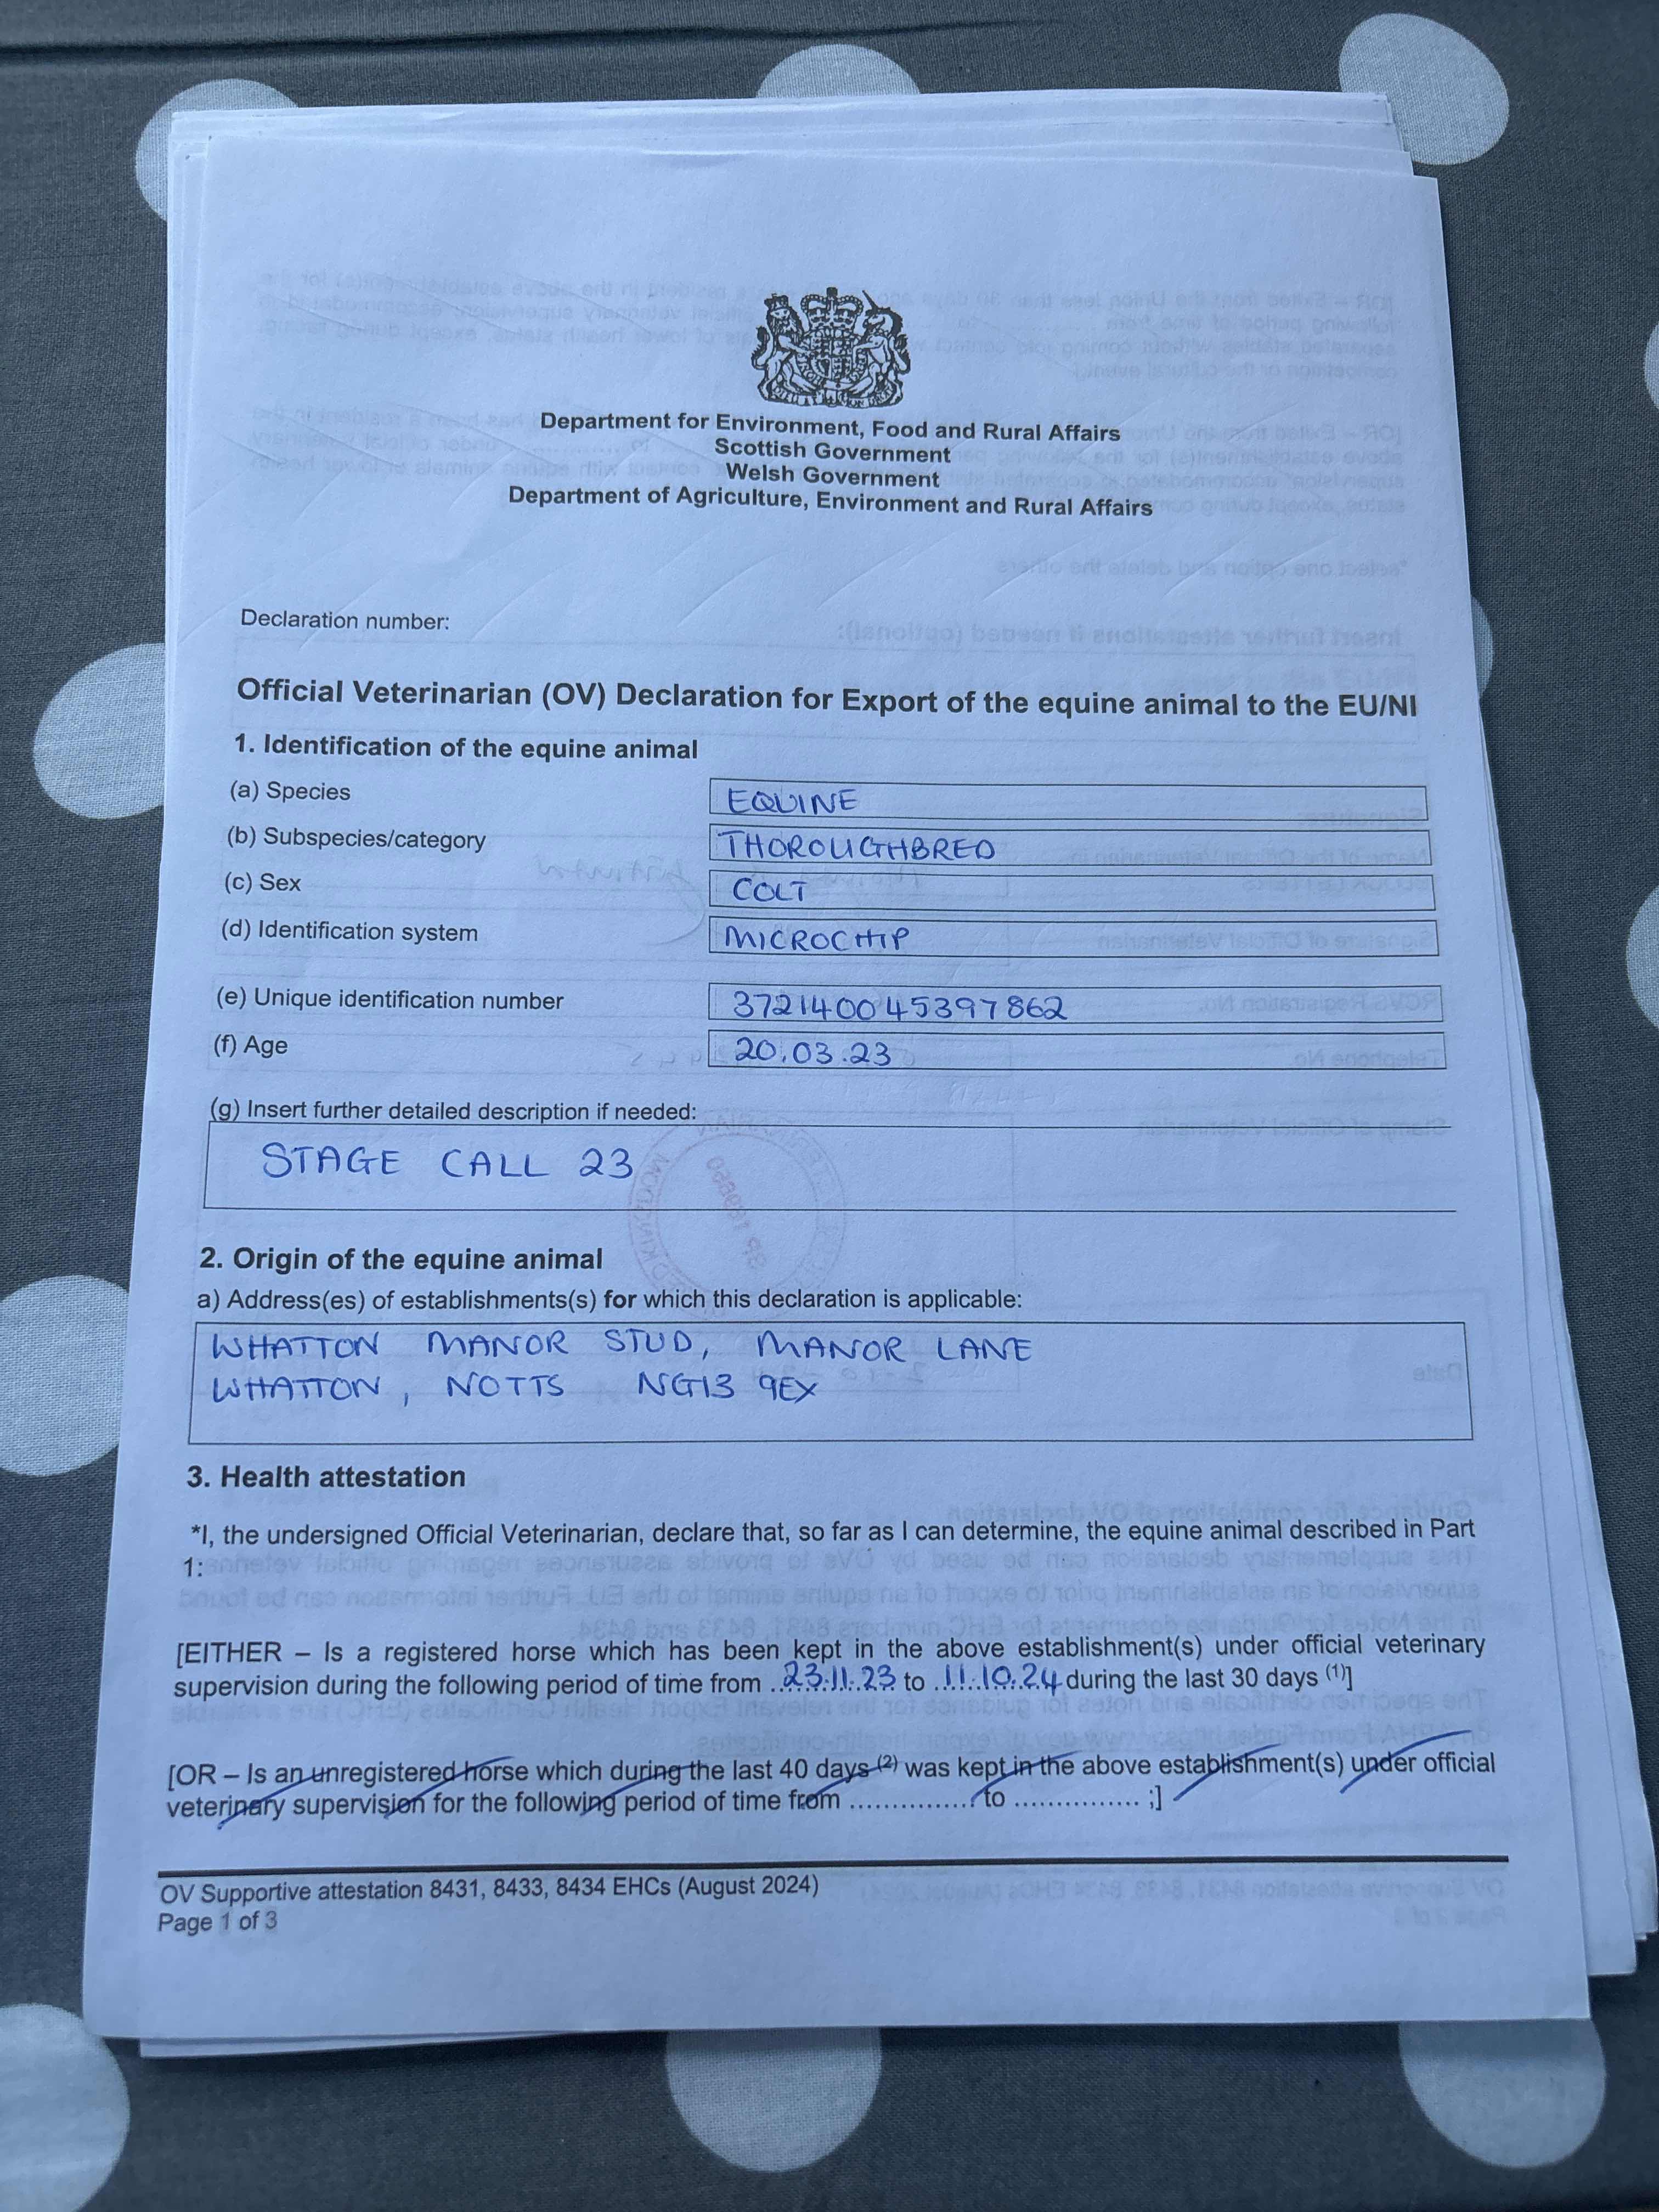 Department for Environment, Food and Rural Affairs
Scottish Government
Welsh Government
Department of Agriculture, Environment and Rural Affairs
Declaration number:
Official Veterinarian (OV) Declaration for Export of the equine animal to the EU/NI
1. Identification of the equine animal
(a) Species EQUINE
(b) Subspecies/category THOROUGHBRED
(c) Sex COLT
(d) Identification system MICROCHIP
(e) Unique identification number 372140045397862
(f) Age 20.03.23
(g) Insert further detailed description if needed:
STAGE CALL 23
2. Origin of the equine animal
a) Address(es) of establishments(s) for which this declaration is applicable:
WHATTON MANOR STUD, MANOR LANE
WHATTON, NOTTS NG13 9EX
3. Health attestation
*I, the undersigned Official Veterinarian, declare that, so far as I can determine, the equine animal described in Part
1:
[EITHER – Is a registered horse which has been kept in the above establishment(s) under official veterinary
supervision during the following period of time from 23.11.23 to 11.10.24 during the last 30 days (1)]
[OR – Is an unregistered horse which during the last 40 days (2) was kept in the above establishment(s) under official
veterinary supervision for the following period of time from ............... to ............... ;]
OV Supportive attestation 8431, 8433, 8434 EHCs (August 2024)
Page 1 of 3